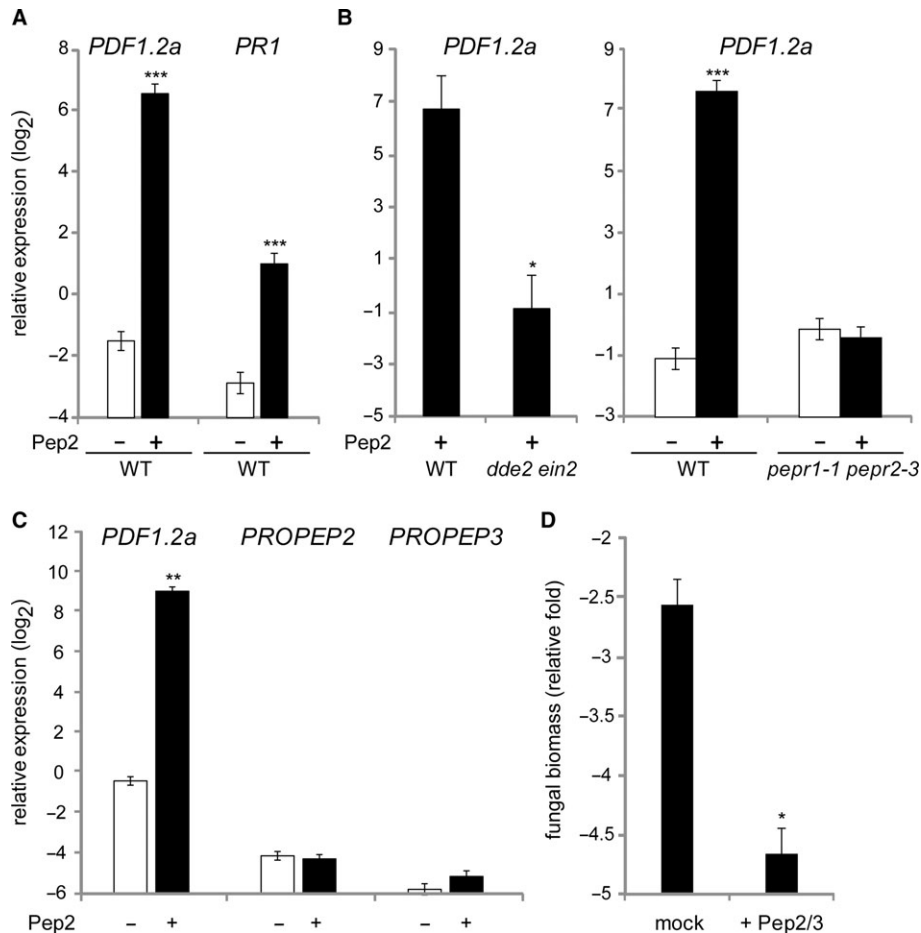 A
PDF1.2a PR1
relative expression (log2)
8
6
4
2
0
−2
−4
***
***
Pep2 − + − +
WT WT
B
PDF1.2a
9
7
5
3
1
−1
−3
−5
*
+ +
WT dde2 ein2
PDF1.2a
9
7
5
3
1
−1
−3
***
− + − +
WT pepr1-1 pepr2-3
C
PDF1.2a PROPEP2 PROPEP3
relative expression (log2)
12
10
8
6
4
2
0
−2
−4
−6
**
Pep2 − + − + − +
D
fungal biomass (relative fold)
−2
−2.5
−3
−3.5
−4
−4.5
−5
*
mock + Pep2/3